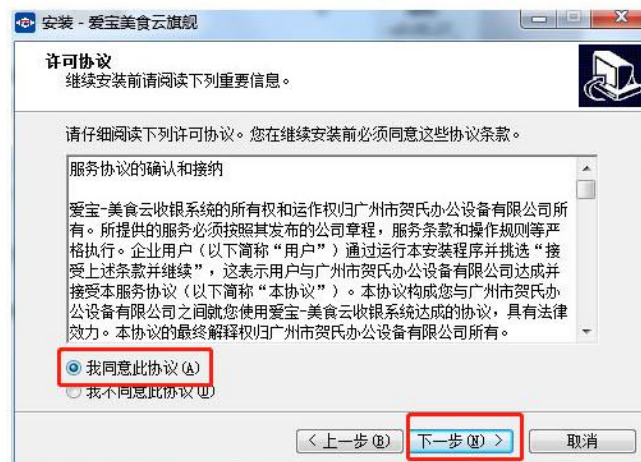 安装 - 爱宝美食云旗舰
许可协议
继续安装前请阅读下列重要信息。
请仔细阅读下列许可协议。您在继续安装前必须同意这些协议条款。
服务协议的确认和接纳
爱宝-美食云收银系统的所有权和运作权归广州市贺氏办公设备有限公司所
有。所提供的服务必须按照其发布的公司章程，服务条款和操作规则等严
格执行。企业用户（以下简称“用户”）通过运行本安装程序并挑选“接
受上述条款并继续”，这表示用户与广州市贺氏办公设备有限公司达成并
接受本服务协议（以下简称“本协议”）。本协议构成您与广州市贺氏办
公设备有限公司之间就您使用爱宝-美食云收银系统达成的协议，具有法律
效力。本协议的最终解释权归广州市贺氏办公设备有限公司所有。
我同意此协议(A)
我不同意此协议(D)
< 上一步(B)
下一步(N) >
取消